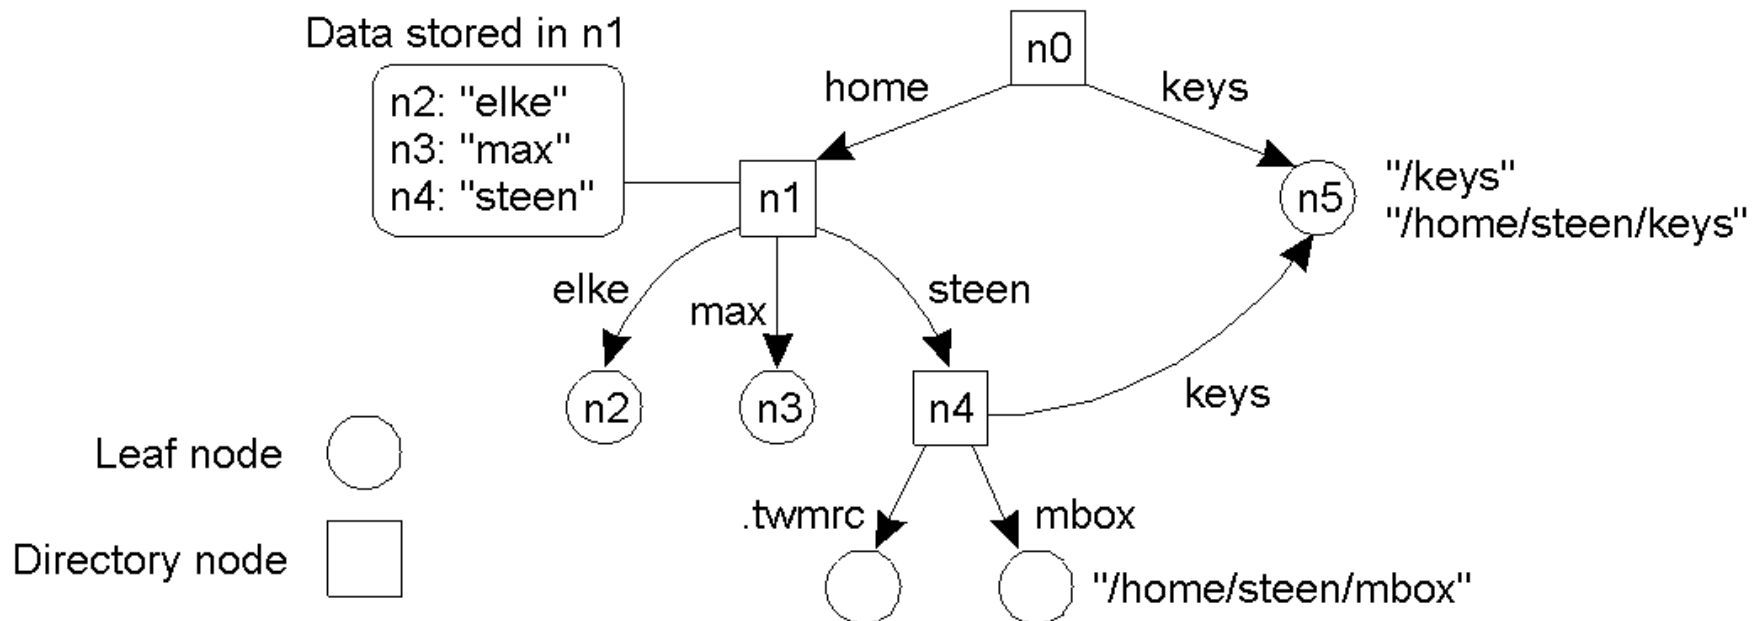 Data stored in n1
n2: "elke"
n3: "max"
n4: "steen"
n0
home
keys
n1
n5
"/keys"
"/home/steen/keys"
elke
max
steen
n2
n3
n4
keys
Leaf node
.twmrc
mbox
Directory node
"/home/steen/mbox"